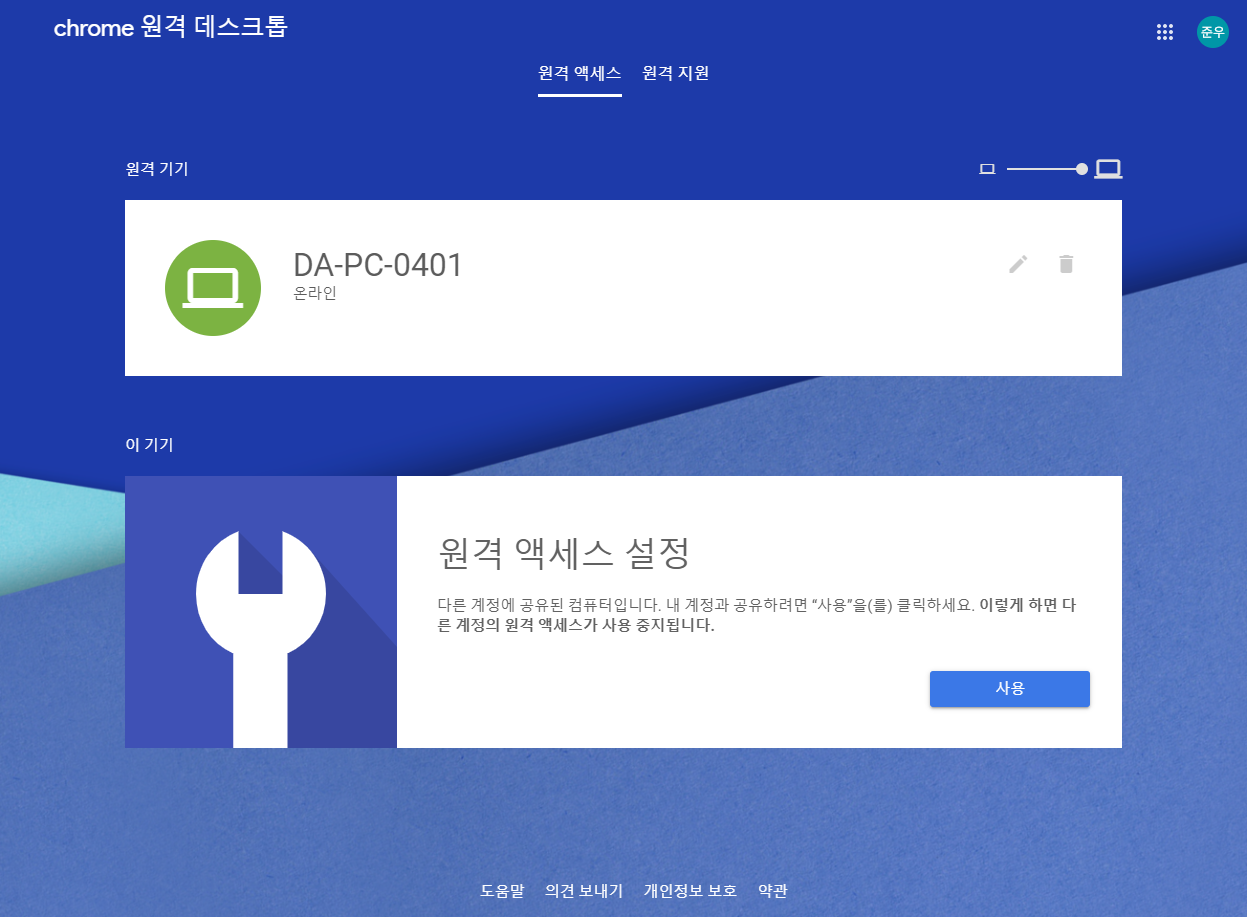 chrome 원격 데스크톱
준우
원격 액세스 원격 지원
원격 기기
DA-PC-0401
온라인
이 기기
원격 액세스 설정
다른 계정에 공유된 컴퓨터입니다. 내 계정과 공유하려면 “사용”을(를) 클릭하세요. 이렇게 하면 다
른 계정의 원격 액세스가 사용 중지됩니다.
사용
도움말 의견 보내기 개인정보 보호 약관